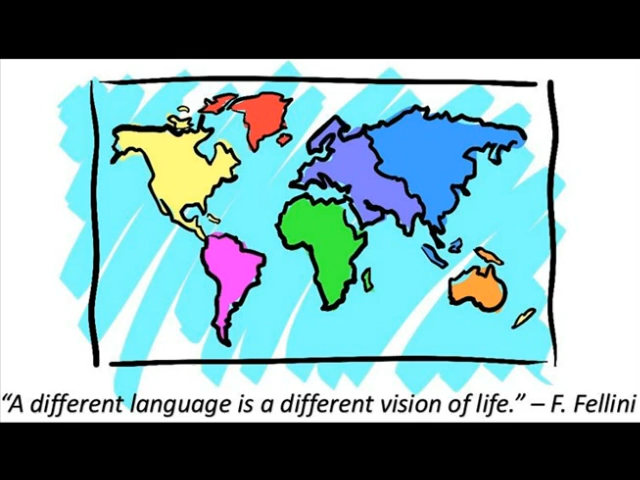 “A different language is a different vision of life.” – F. Fellini